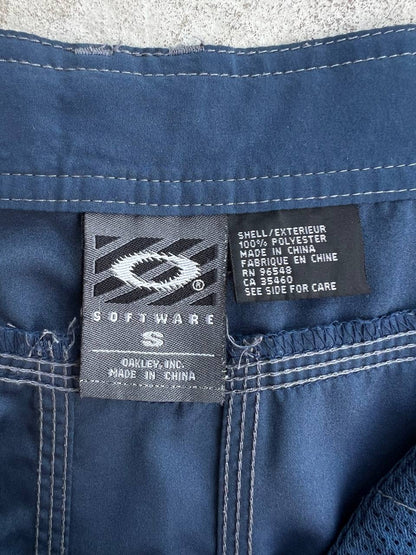 ®
SOFTWARE
S
OAKLEY, INC.
MADE IN CHINA
SHELL/EXTERIEUR
100% POLYESTER
MADE IN CHINA
FABRIQUE EN CHINE
RN 96548
CA 35460
SEE SIDE FOR CARE